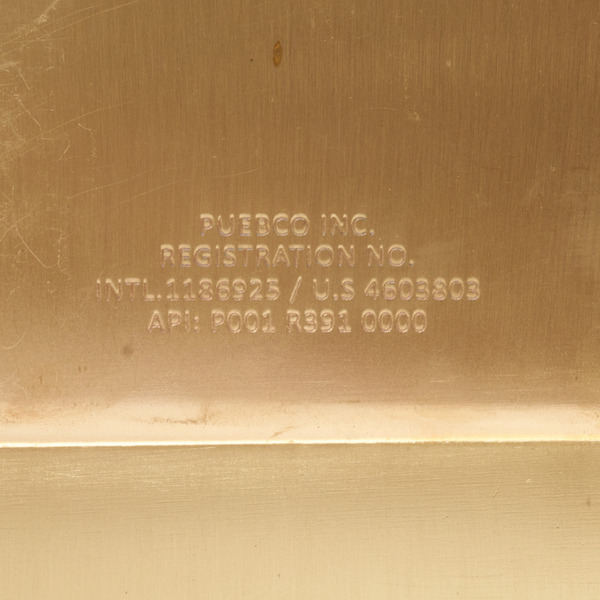 PUEBCO INC.
REGISTRATION NO.
INTL.1186925 / U.S 4603803
API: P001 R391 0000